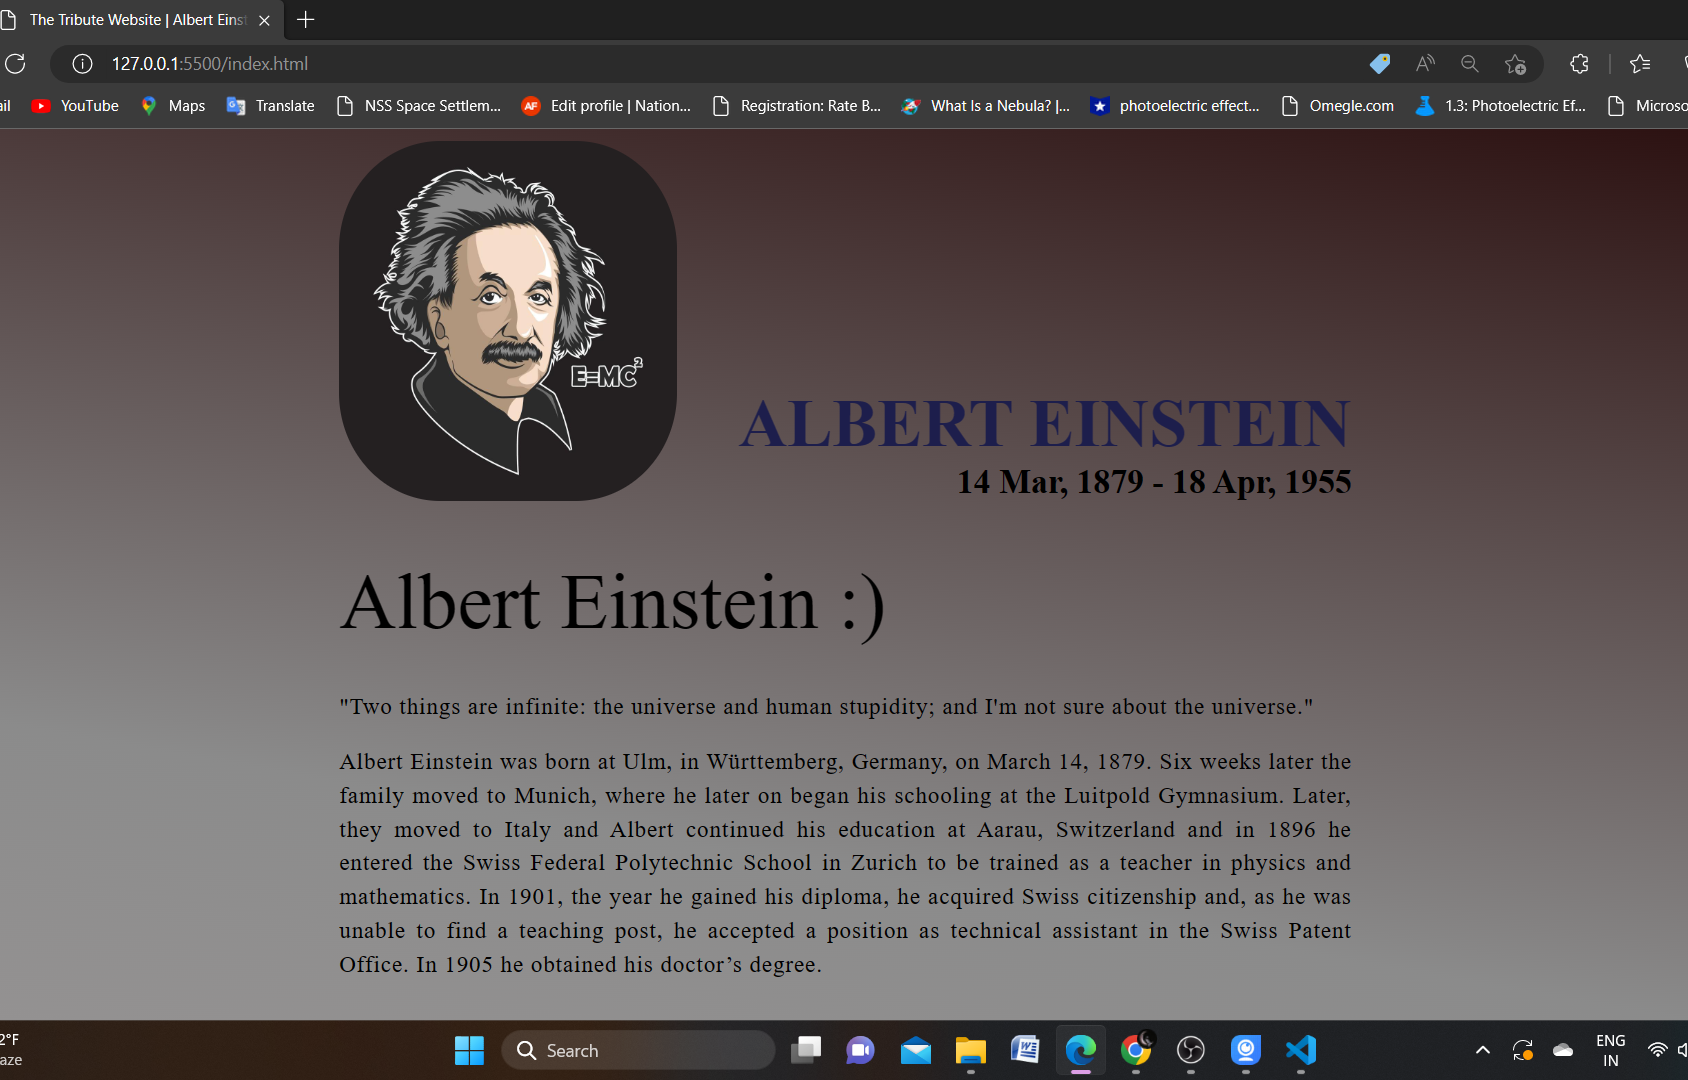 The Tribute Website | Albert Einst
127.0.0.1:5500/index.html
ail YouTube Maps Translate NSS Space Settlem... Edit profile | Nation... Registration: Rate B... What Is a Nebula? |... photoelectric effect... Omegle.com 1.3: Photoelectric Ef... Microso
E=MC²
ALBERT EINSTEIN
14 Mar, 1879 - 18 Apr, 1955
Albert Einstein :)
"Two things are infinite: the universe and human stupidity; and I'm not sure about the universe."
Albert Einstein was born at Ulm, in Württemberg, Germany, on March 14, 1879. Six weeks later the
family moved to Munich, where he later on began his schooling at the Luitpold Gymnasium. Later,
they moved to Italy and Albert continued his education at Aarau, Switzerland and in 1896 he
entered the Swiss Federal Polytechnic School in Zurich to be trained as a teacher in physics and
mathematics. In 1901, the year he gained his diploma, he acquired Swiss citizenship and, as he was
unable to find a teaching post, he accepted a position as technical assistant in the Swiss Patent
Office. In 1905 he obtained his doctor’s degree.
2°F
aze
Search
ENG
IN